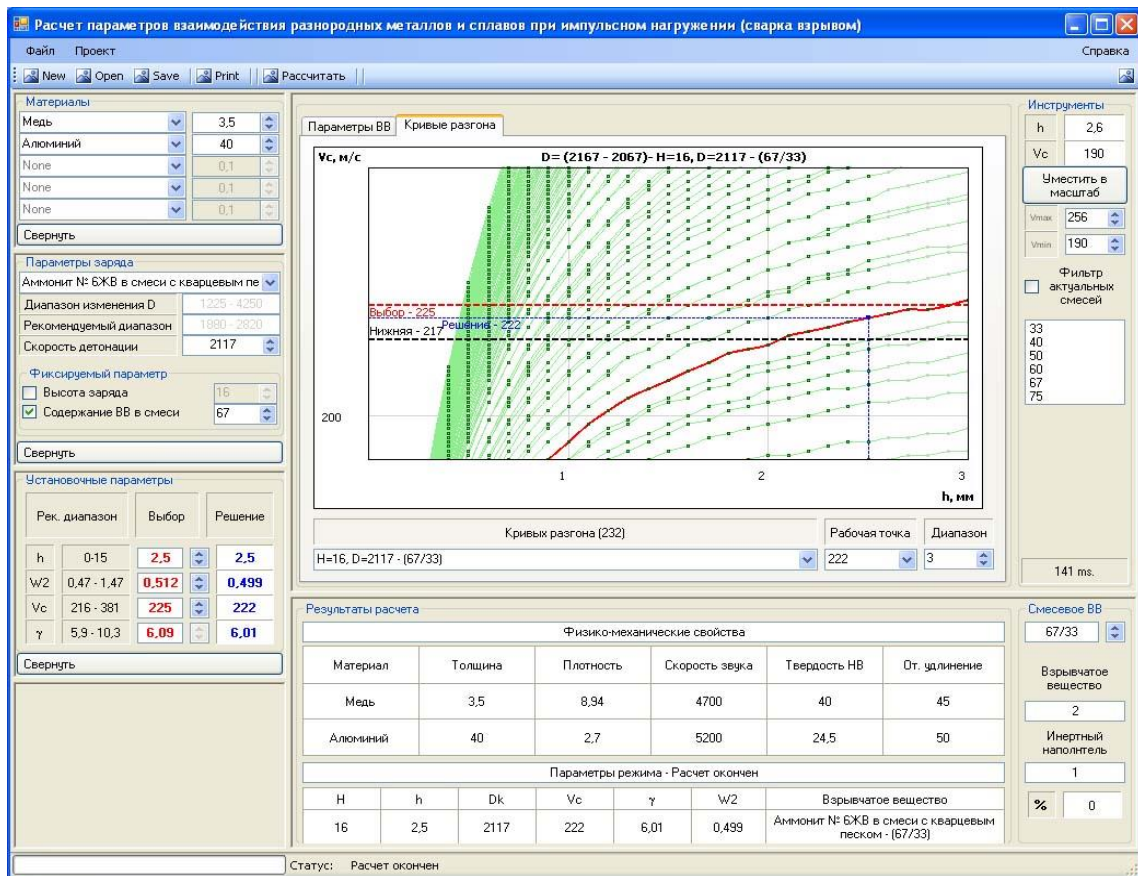 Расчет параметров взаимодействия разнородных металлов и сплавов при импульсном нагружении (сварка взрывом)
Файл Проект Справка
New Open Save Print Рассчитать
Материалы
Медь 3,5
Алюминий 40
None 0,1
None 0,1
None 0,1
Свернуть
Параметры заряда
Аммонит № 6ЖВ в смеси с кварцевым пе
Диапазон изменения D 1225 - 4250
Рекомендуемый диапазон 1880 - 2820
Скорость детонации 2117
Фиксируемый параметр
Высота заряда 16
Содержание ВВ в смеси 67
Свернуть
Установочные параметры
Рек. диапазон Выбор Решение
h 0-15 2,5 2,5
W2 0,47 - 1,47 0,512 0,499
Vc 216 - 381 225 222
γ 5,9 - 10,3 6,09 6,01
Свернуть
Параметры ВВ Кривые разгона
Vc, м/с D= (2167 - 2067)- H=16, D=2117 - (67/33)
Выбор - 225
Решение - 222
Нижняя - 217
200
1 2 3
h, мм
Кривых разгона (232) Рабочая точка Диапазон
H=16, D=2117 - (67/33) 222 3
Инструменты
h 2,6
Vc 190
Уместить в
масштаб
Vmax 256
Vmin 190
Фильтр
актуальных
смесей
33
40
50
60
67
75
141 ms.
Результаты расчета
Физико-механические свойства
Материал Толщина Плотность Скорость звука Твердость HB От. удлинение
Медь 3,5 8,94 4700 40 45
Алюминий 40 2,7 5200 24,5 50
Параметры режима - Расчет окончен
H h Dk Vc γ W2 Взрывчатое вещество
16 2,5 2117 222 6,01 0,499 Аммонит № 6ЖВ в смеси с кварцевым
песком - (67/33)
Смесевое ВВ
67/33
Взрывчатое
вещество
2
Инертный
наполнтель
1
% 0
Статус: Расчет окончен